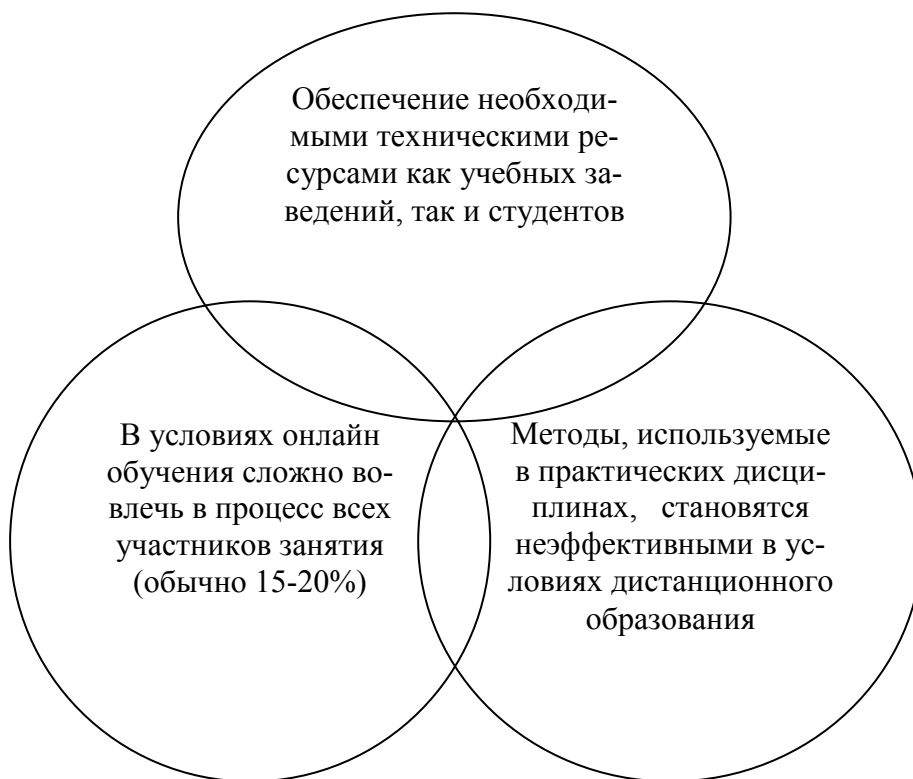 Обеспечение необходи-
мыми техническими ре-
сурсами как учебных за-
ведений, так и студентов
В условиях онлайн
обучения сложно во-
влечь в процесс всех
участников занятия
(обычно 15-20%)
Методы, используемые
в практических дисци-
плинах, становятся
неэффективными в ус-
ловиях дистанционного
образования